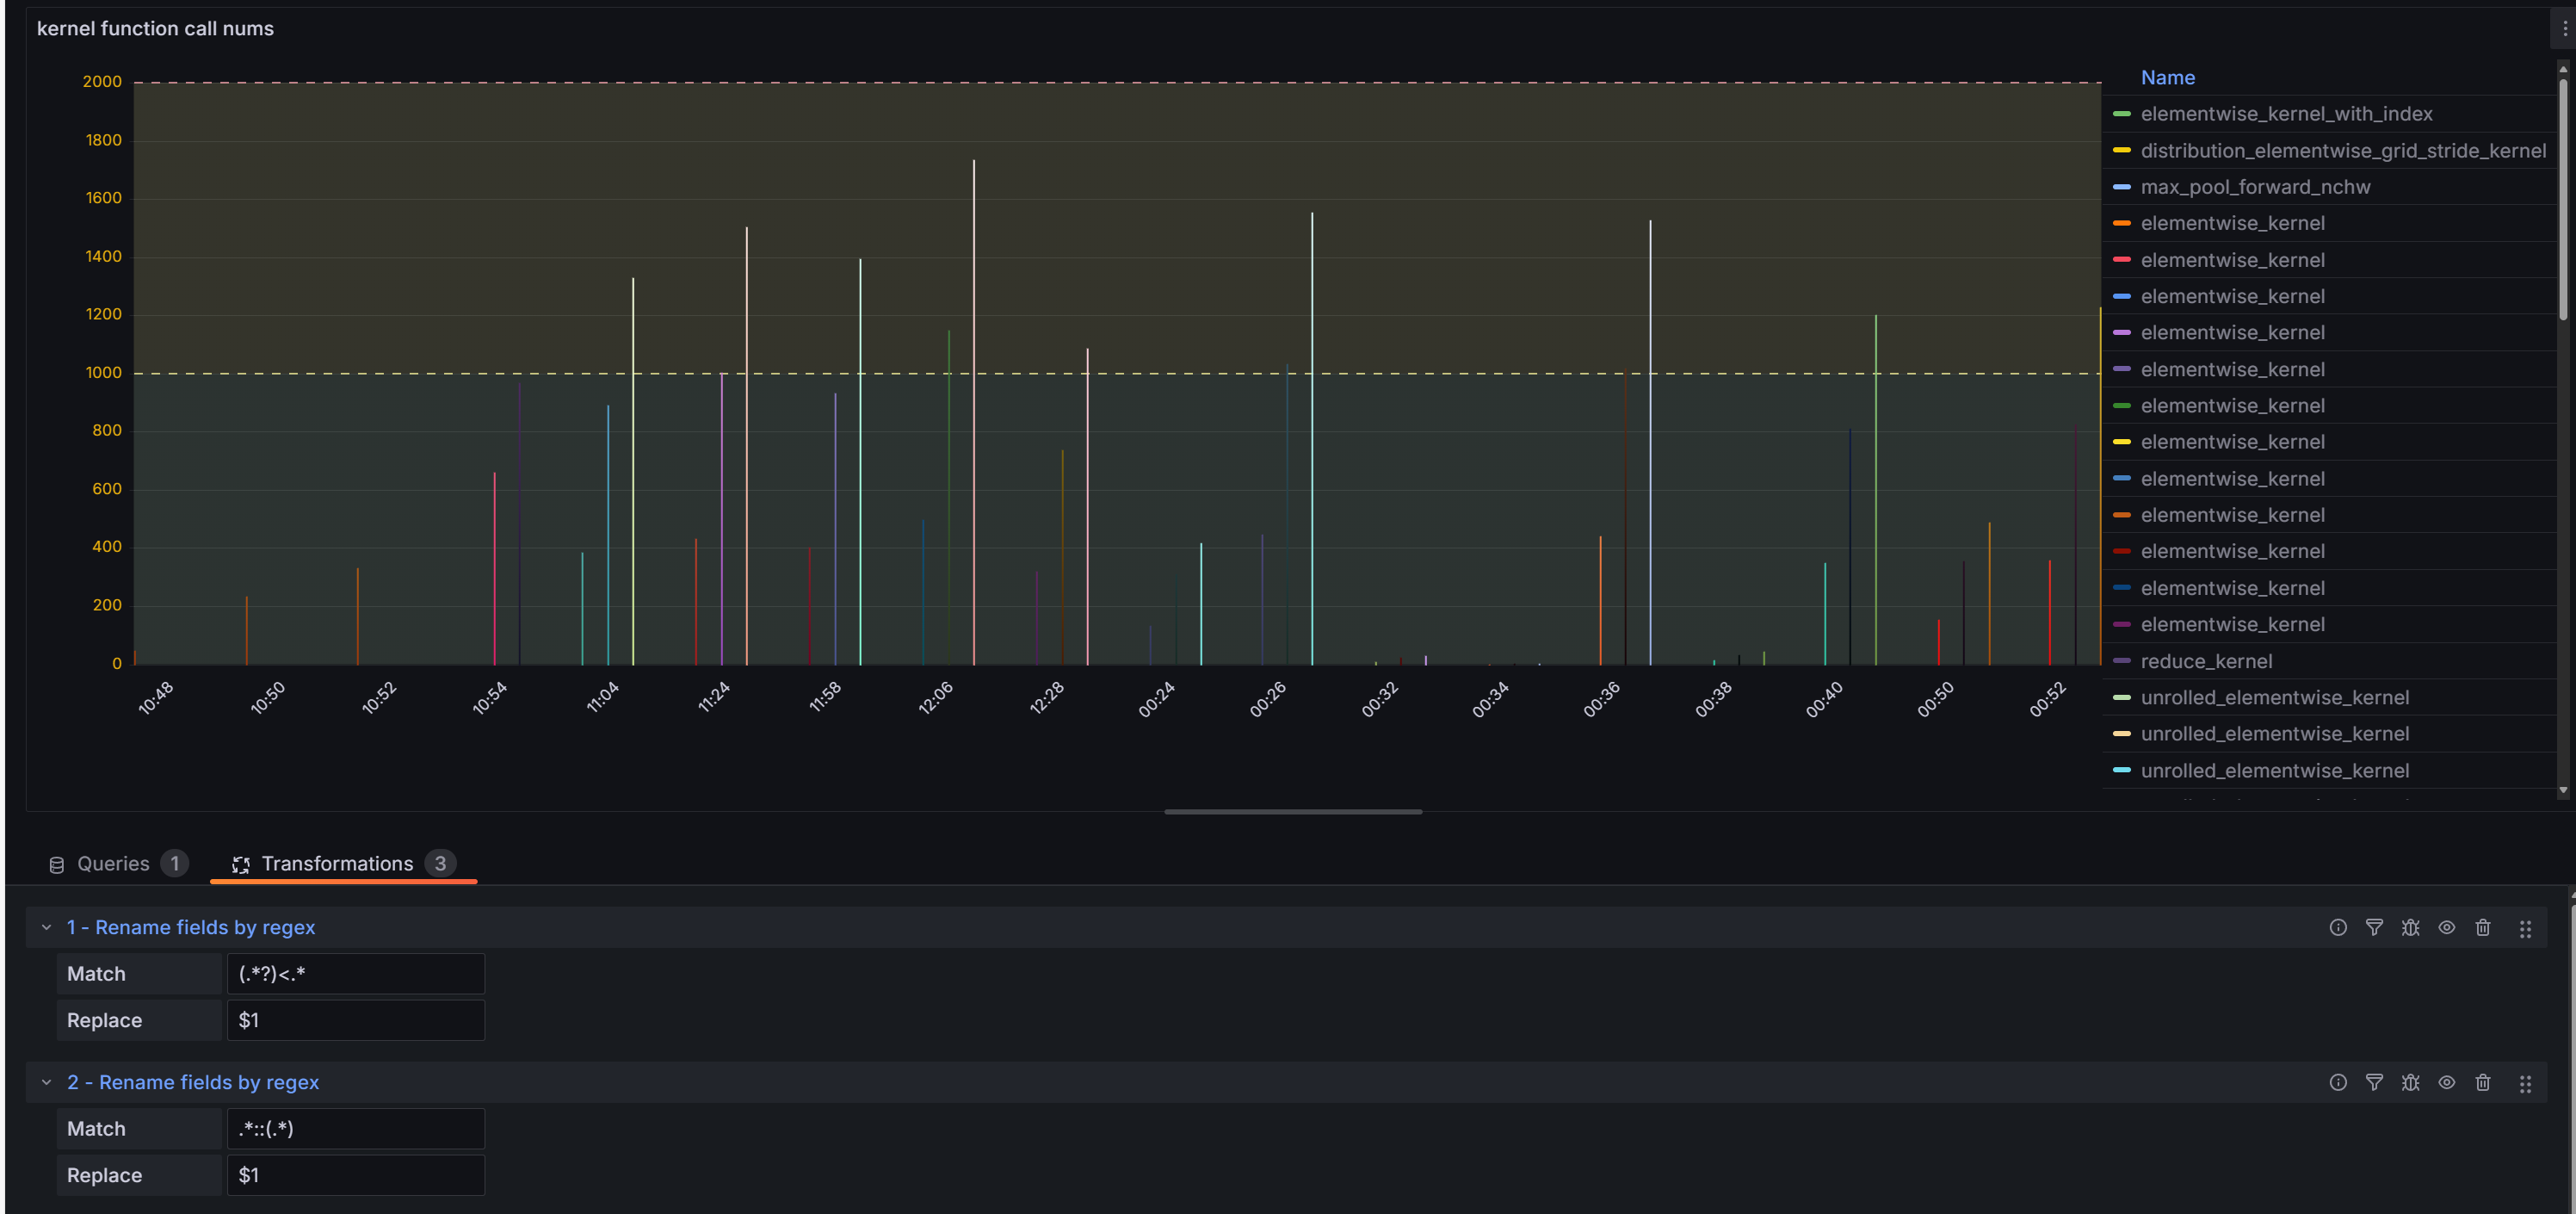 kernel function call nums
2000
1800
1600
1400
1200
1000
800
600
400
200
0
10:48
10:50
10:52
10:54
11:04
11:24
11:58
12:06
12:28
00:24
00:26
00:32
00:34
00:36
00:38
00:40
00:50
00:52
Name
elementwise_kernel_with_index
distribution_elementwise_grid_stride_kernel
max_pool_forward_nchw
elementwise_kernel
elementwise_kernel
elementwise_kernel
elementwise_kernel
elementwise_kernel
elementwise_kernel
elementwise_kernel
elementwise_kernel
elementwise_kernel
elementwise_kernel
elementwise_kernel
elementwise_kernel
reduce_kernel
unrolled_elementwise_kernel
unrolled_elementwise_kernel
unrolled_elementwise_kernel
Queries 1
Transformations 3
1 - Rename fields by regex
Match (.*?)<.*
Replace $1
2 - Rename fields by regex
Match .*::(.*)
Replace $1